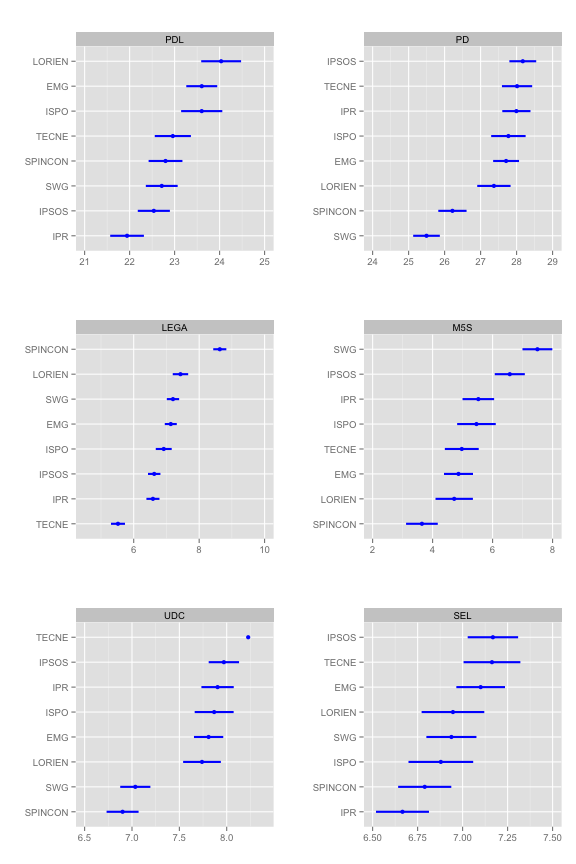 PDL
LORIEN
EMG
ISPO
TECNE
SPINCON
SWG
IPSOS
IPR
21 22 23 24 25
PD
IPSOS
TECNE
IPR
ISPO
EMG
LORIEN
SPINCON
SWG
24 25 26 27 28 29
LEGA
SPINCON
LORIEN
SWG
EMG
ISPO
IPSOS
IPR
TECNE
6 8 10
M5S
SWG
IPSOS
IPR
ISPO
TECNE
EMG
LORIEN
SPINCON
2 4 6 8
UDC
TECNE
IPSOS
IPR
ISPO
EMG
LORIEN
SWG
SPINCON
6.5 7.0 7.5 8.0
SEL
IPSOS
TECNE
EMG
LORIEN
SWG
ISPO
SPINCON
IPR
6.50 6.75 7.00 7.25 7.50